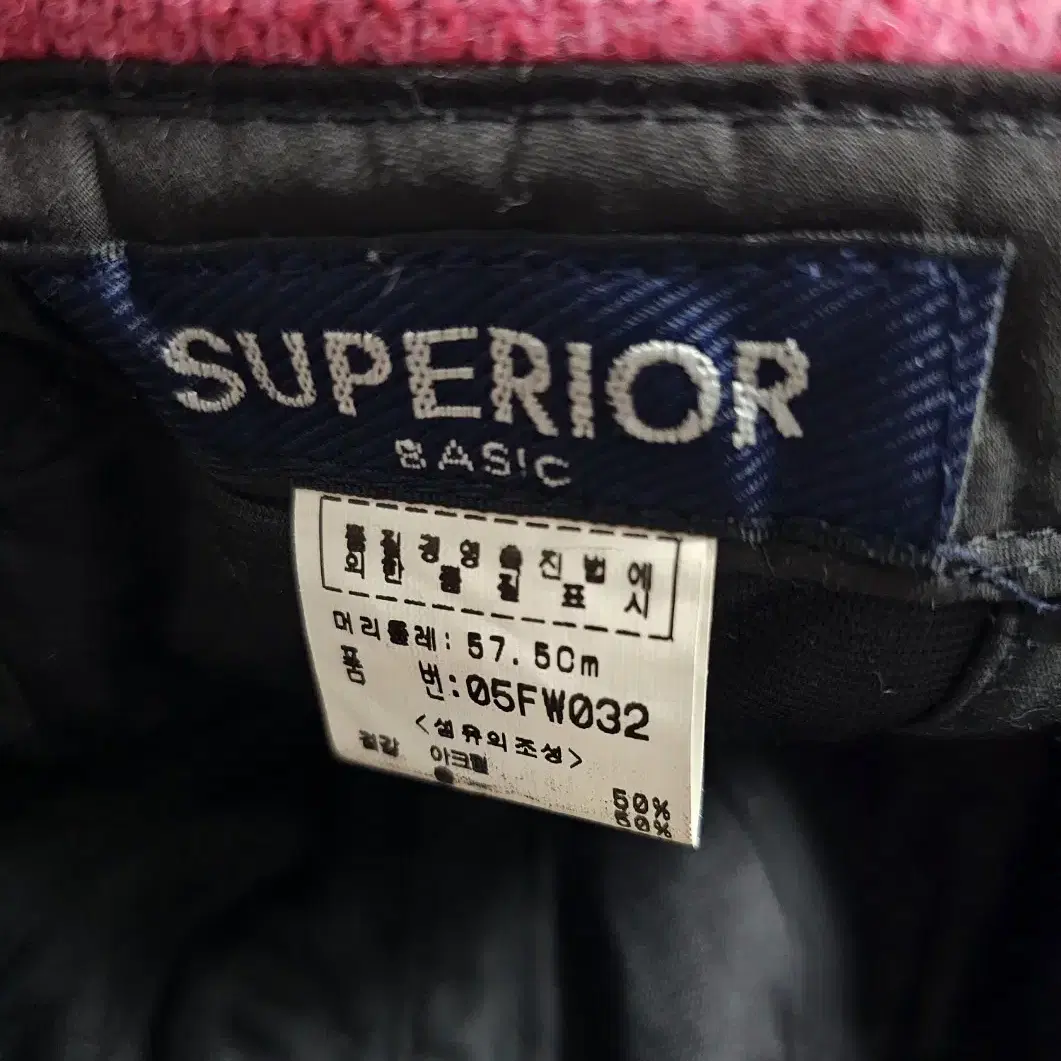 SUPERIOR
BASIC
품질경영촉진법에
의한 품질표시
머리둘레: 57.5Cm
품 번:05FW032
<섬유의조성>
겉감 아크릴 50%
50%